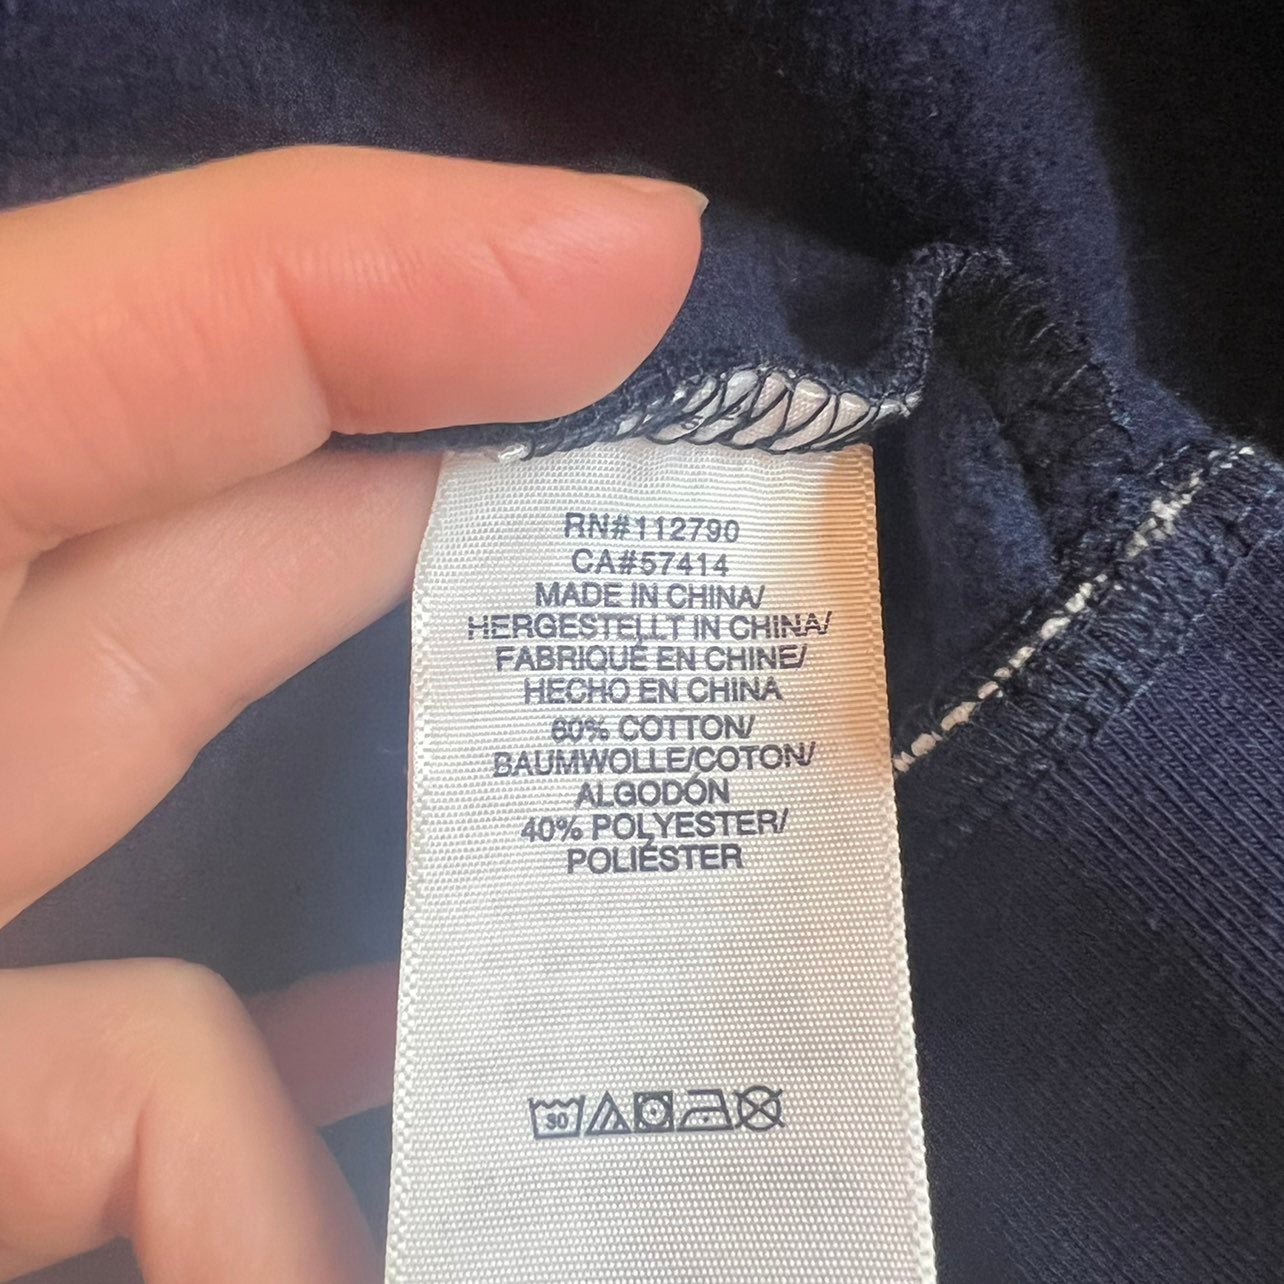 RN#112790
CA#57414
MADE IN CHINA/
HERGESTELLT IN CHINA/
FABRIQUÉ EN CHINE/
HECHO EN CHINA
60% COTTON/
BAUMWOLLE/COTON/
ALGODÓN
40% POLYESTER/
POLIÉSTER
30